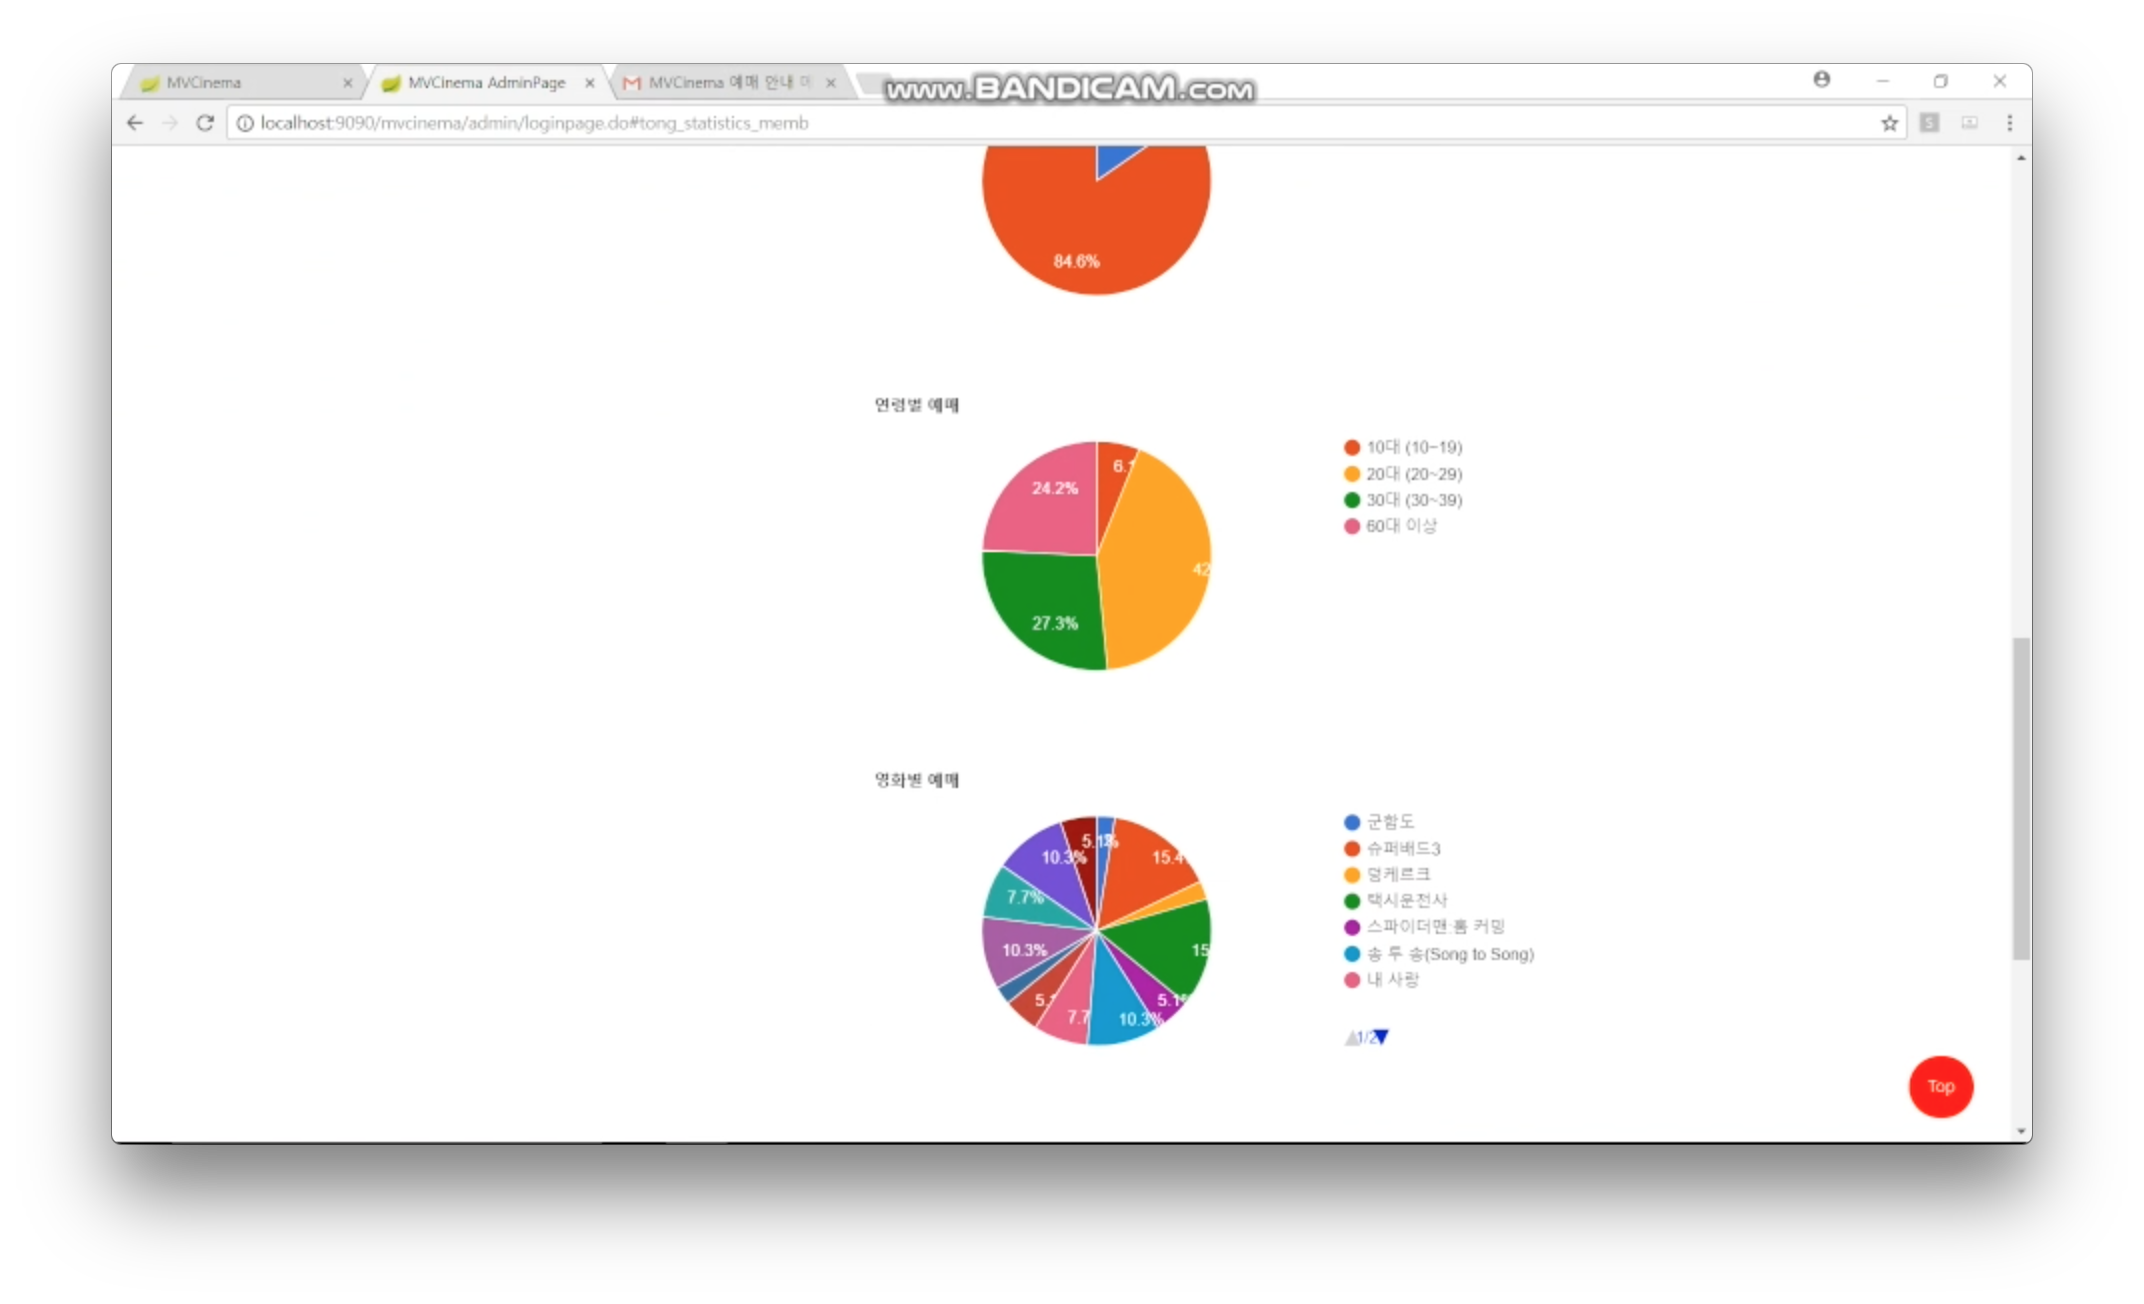 MVCinema
MVCinema AdminPage
MVCinema 예매 안내 메
www.BANDICAM.com
localhost:9090/mvcinema/admin/loginpage.do#tong_statistics_memb
84.6%
연령별 예매
10대 (10~19)
20대 (20~29)
30대 (30~39)
60대 이상
6.1
24.2%
42
27.3%
영화별 예매
군함도
슈퍼배드3
덩케르크
택시운전사
스파이더맨:홈 커밍
송 투 송(Song to Song)
내 사랑
5.1%
10.3%
15.4
7.7%
10.3%
15
5.1
5.1%
7.7
10.3%
1/2
Top